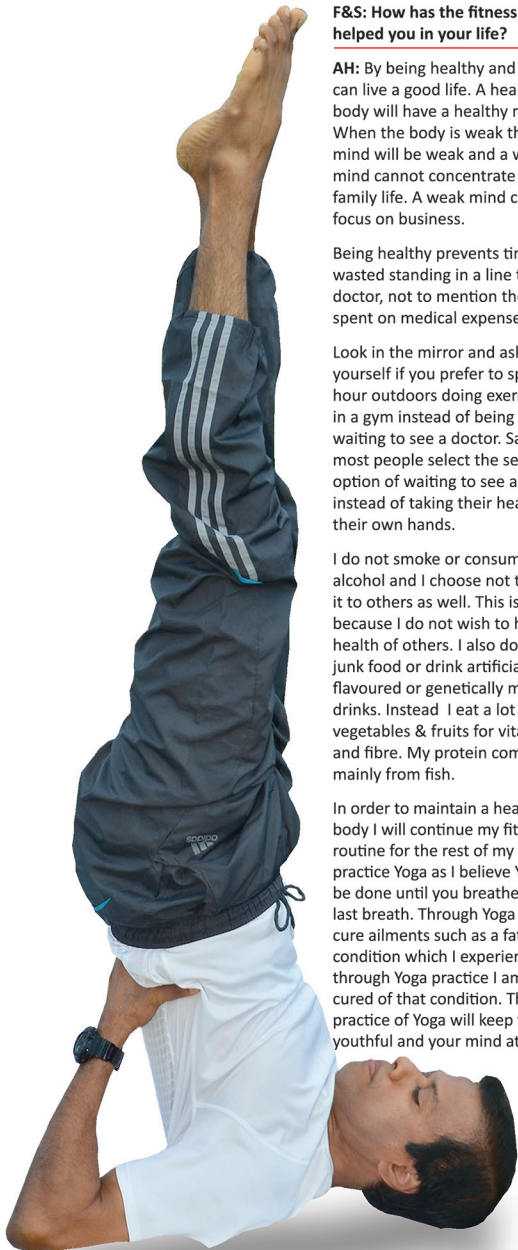 F&S: How has the fitness
helped you in your life?
AH: By being healthy and
can live a good life. A hea
body will have a healthy
When the body is weak th
mind will be weak and a
mind cannot concentrate
family life. A weak mind
focus on business.
Being healthy prevents
wasted standing in a line
doctor, not to mention
spent on medical expense
Look in the mirror and ask
yourself if you prefer to sp
hour outdoors doing exer
in a gym instead of being
waiting to see a doctor. Sa
most people select the se
option of waiting to see a
instead of taking their hea
their own hands.
I do not smoke or consum
alcohol and I choose not
it to others as well. This is
because I do not wish to
health of others. I also do
junk food or drink artificia
flavoured or genetically
drinks. Instead I eat a lot
vegetables & fruits for vita
and fibre. My protein com
mainly from fish.
In order to maintain a hea
body I will continue my fit
routine for the rest of my
practice Yoga as I believe
be done until you breathe
last breath. Through Yoga
cure ailments such as a fat
condition which I experien
through Yoga practice I am
cured of that condition. Th
practice of Yoga will keep
youthful and your mind at
adidas